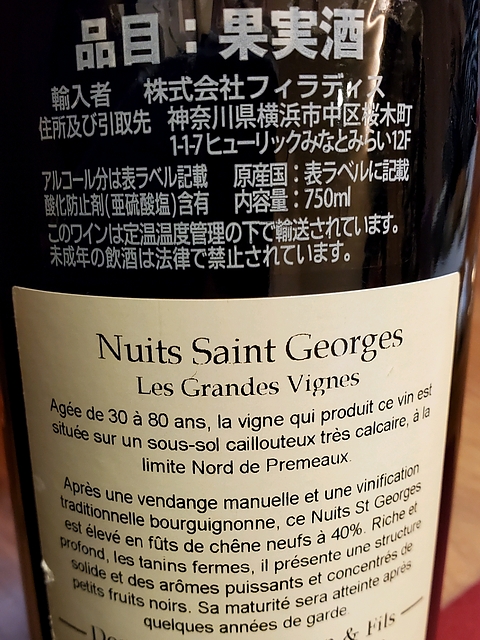 品目：果実酒
輸入者 株式会社フィラディス
住所及び引取先 神奈川県横浜市中区桜木町
1-1-7ヒューリックみなとみらい12F
アルコール分は表ラベル記載 原産国：表ラベルに記載
酸化防止剤(亜硫酸塩)含有 内容量：750ml
このワインは定温温度管理の下で輸送されています。
未成年の飲酒は法律で禁止されています。
Nuits Saint Georges
Les Grandes Vignes
Agée de 30 à 80 ans, la vigne qui produit ce vin est
située sur un sous-sol caillouteux très calcaire, à la
limite Nord de Premeaux.
Après une vendange manuelle et une vinification
traditionnelle bourguignonne, ce Nuits St Georges
est élevé en fûts de chêne neufs à 40%. Riche et
profond, les tanins fermes, il présente une structure
solide et des arômes puissants et concentrés de
petits fruits noirs. Sa maturité sera atteinte après
quelques années de garde.
& Fils